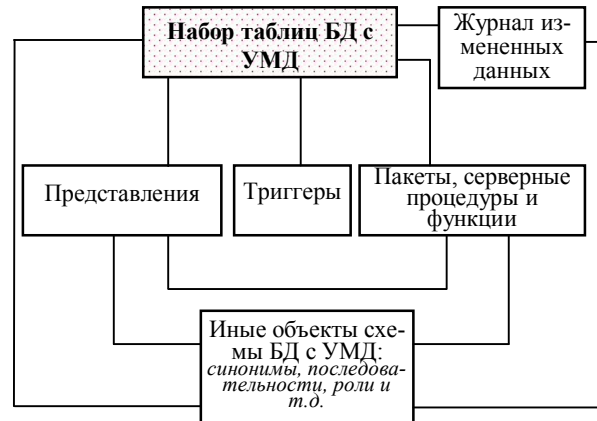 Набор таблиц БД с
УМД
Журнал из-
мененных
данных
Представления
Триггеры
Пакеты, серверные
процедуры и
функции
Иные объекты схе-
мы БД с УМД:
синонимы, последова-
тельности, роли и
т.д.